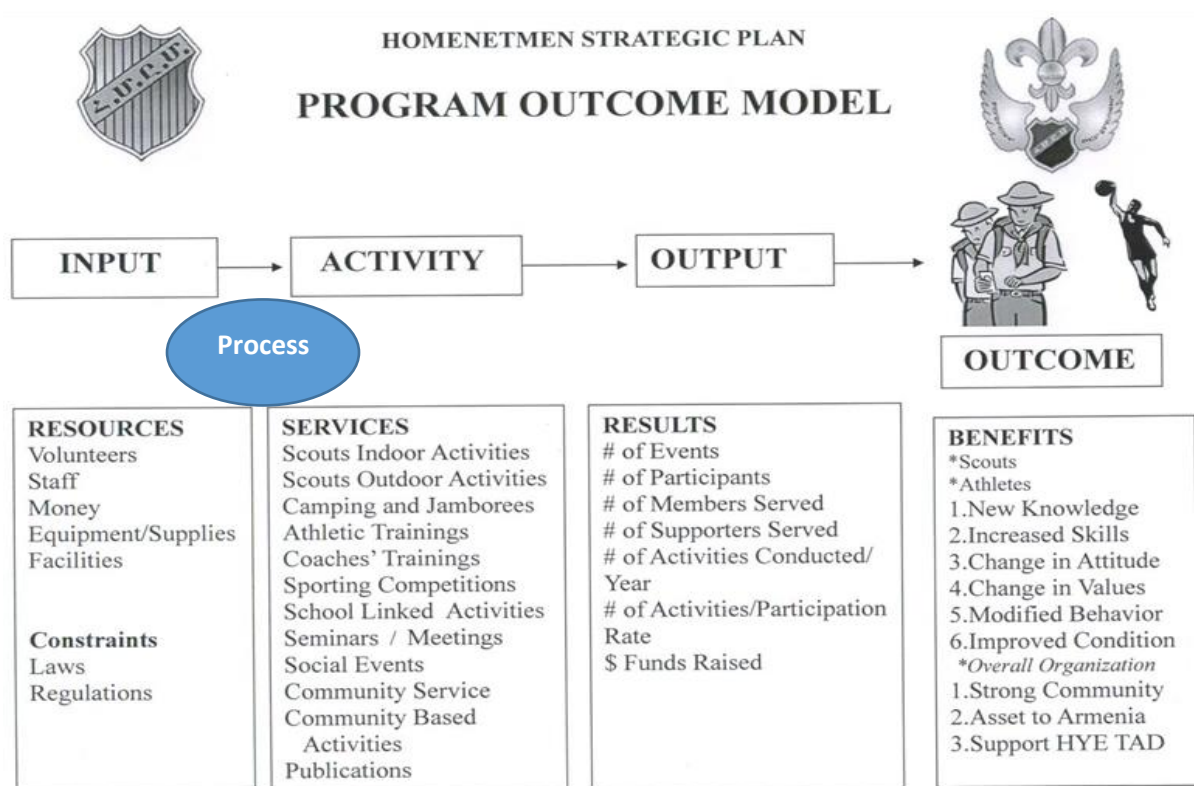 Հ.Մ.Ը.Մ.
HOMENETMEN STRATEGIC PLAN
PROGRAM OUTCOME MODEL
INPUT
ACTIVITY
OUTPUT
Process
OUTCOME
RESOURCES
Volunteers
Staff
Money
Equipment/Supplies
Facilities
Constraints
Laws
Regulations
SERVICES
Scouts Indoor Activities
Scouts Outdoor Activities
Camping and Jamborees
Athletic Trainings
Coaches' Trainings
Sporting Competitions
School Linked Activities
Seminars / Meetings
Social Events
Community Service
Community Based
Activities
Publications
RESULTS
# of Events
# of Participants
# of Members Served
# of Supporters Served
# of Activities Conducted/
Year
# of Activities/Participation
Rate
$ Funds Raised
BENEFITS
*Scouts
*Athletes
1.New Knowledge
2.Increased Skills
3.Change in Attitude
4.Change in Values
5.Modified Behavior
6.Improved Condition
*Overall Organization
1.Strong Community
2.Asset to Armenia
3.Support HYE TAD